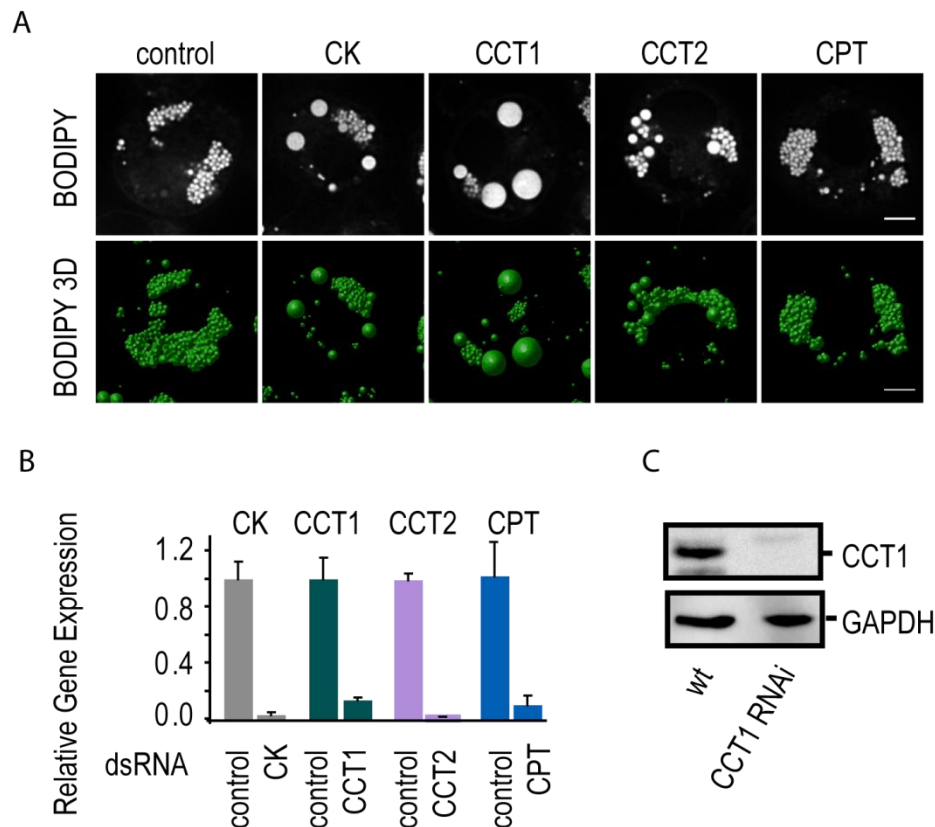 A
control CK CCT1 CCT2 CPT
BODIPY
BODIPY 3D
B
CK CCT1 CCT2 CPT
Relative Gene Expression
1.2
0.8
0.4
0.0
dsRNA
control CK control CCT1 control CCT2 control CPT
C
CCT1
GAPDH
wt
CCT1 RNAi